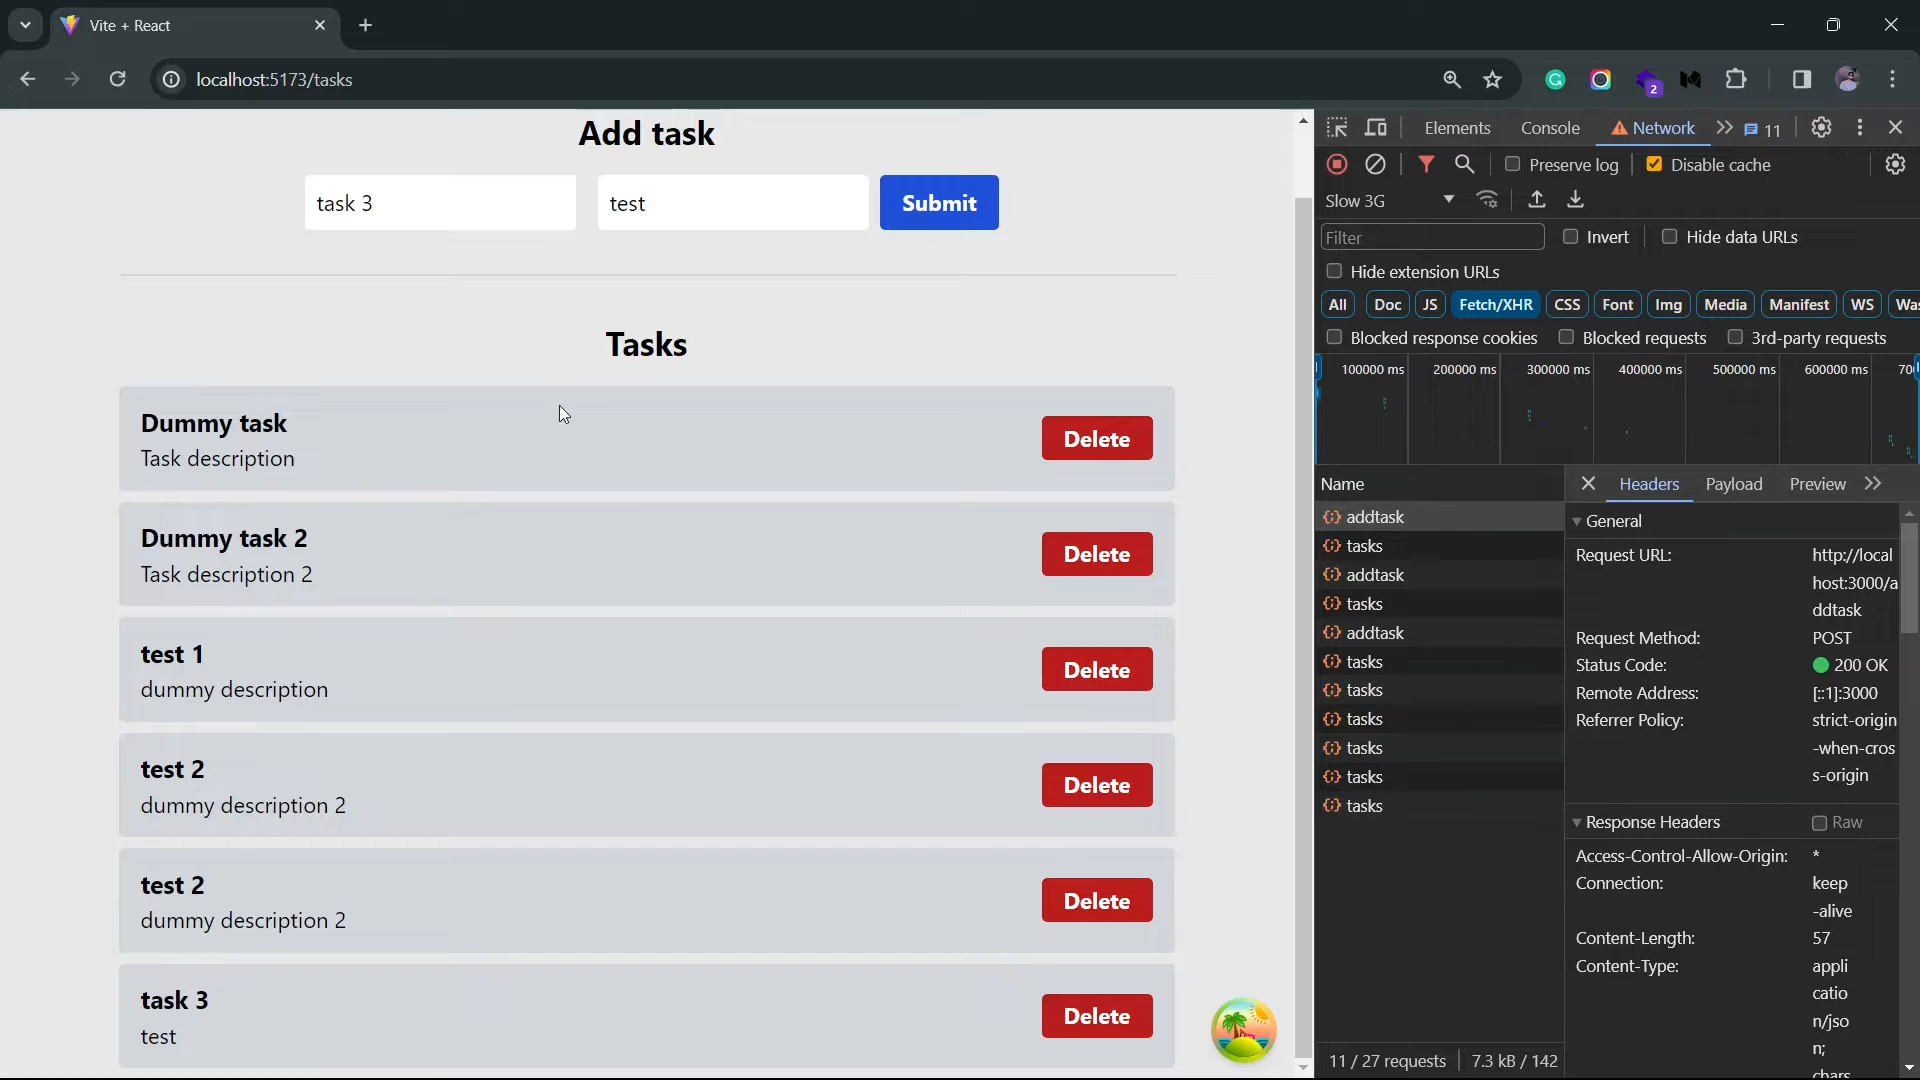 Vite + React
localhost:5173/tasks
2
Add task
task 3
test
Submit
Tasks
Dummy task
Task description
Delete
Dummy task 2
Task description 2
Delete
test 1
dummy description
Delete
test 2
dummy description 2
Delete
test 2
dummy description 2
Delete
task 3
test
Delete
Elements Console Network 11
Preserve log Disable cache
Slow 3G
Filter Invert Hide data URLs
Hide extension URLs
All Doc JS Fetch/XHR CSS Font Img Media Manifest WS Was
Blocked response cookies Blocked requests 3rd-party requests
100000 ms 200000 ms 300000 ms 400000 ms 500000 ms 600000 ms 70
Name
addtask
tasks
addtask
tasks
addtask
tasks
tasks
tasks
tasks
tasks
tasks
11 / 27 requests 7.3 kB / 142
Headers Payload Preview
General
Request URL: http://local
host:3000/a
ddtask
Request Method: POST
Status Code: 200 OK
Remote Address: [::1]:3000
Referrer Policy: strict-origin
-when-cros
s-origin
Response Headers Raw
Access-Control-Allow-Origin: *
Connection: keep
-alive
Content-Length: 57
Content-Type: appli
catio
n/jso
n;
chars